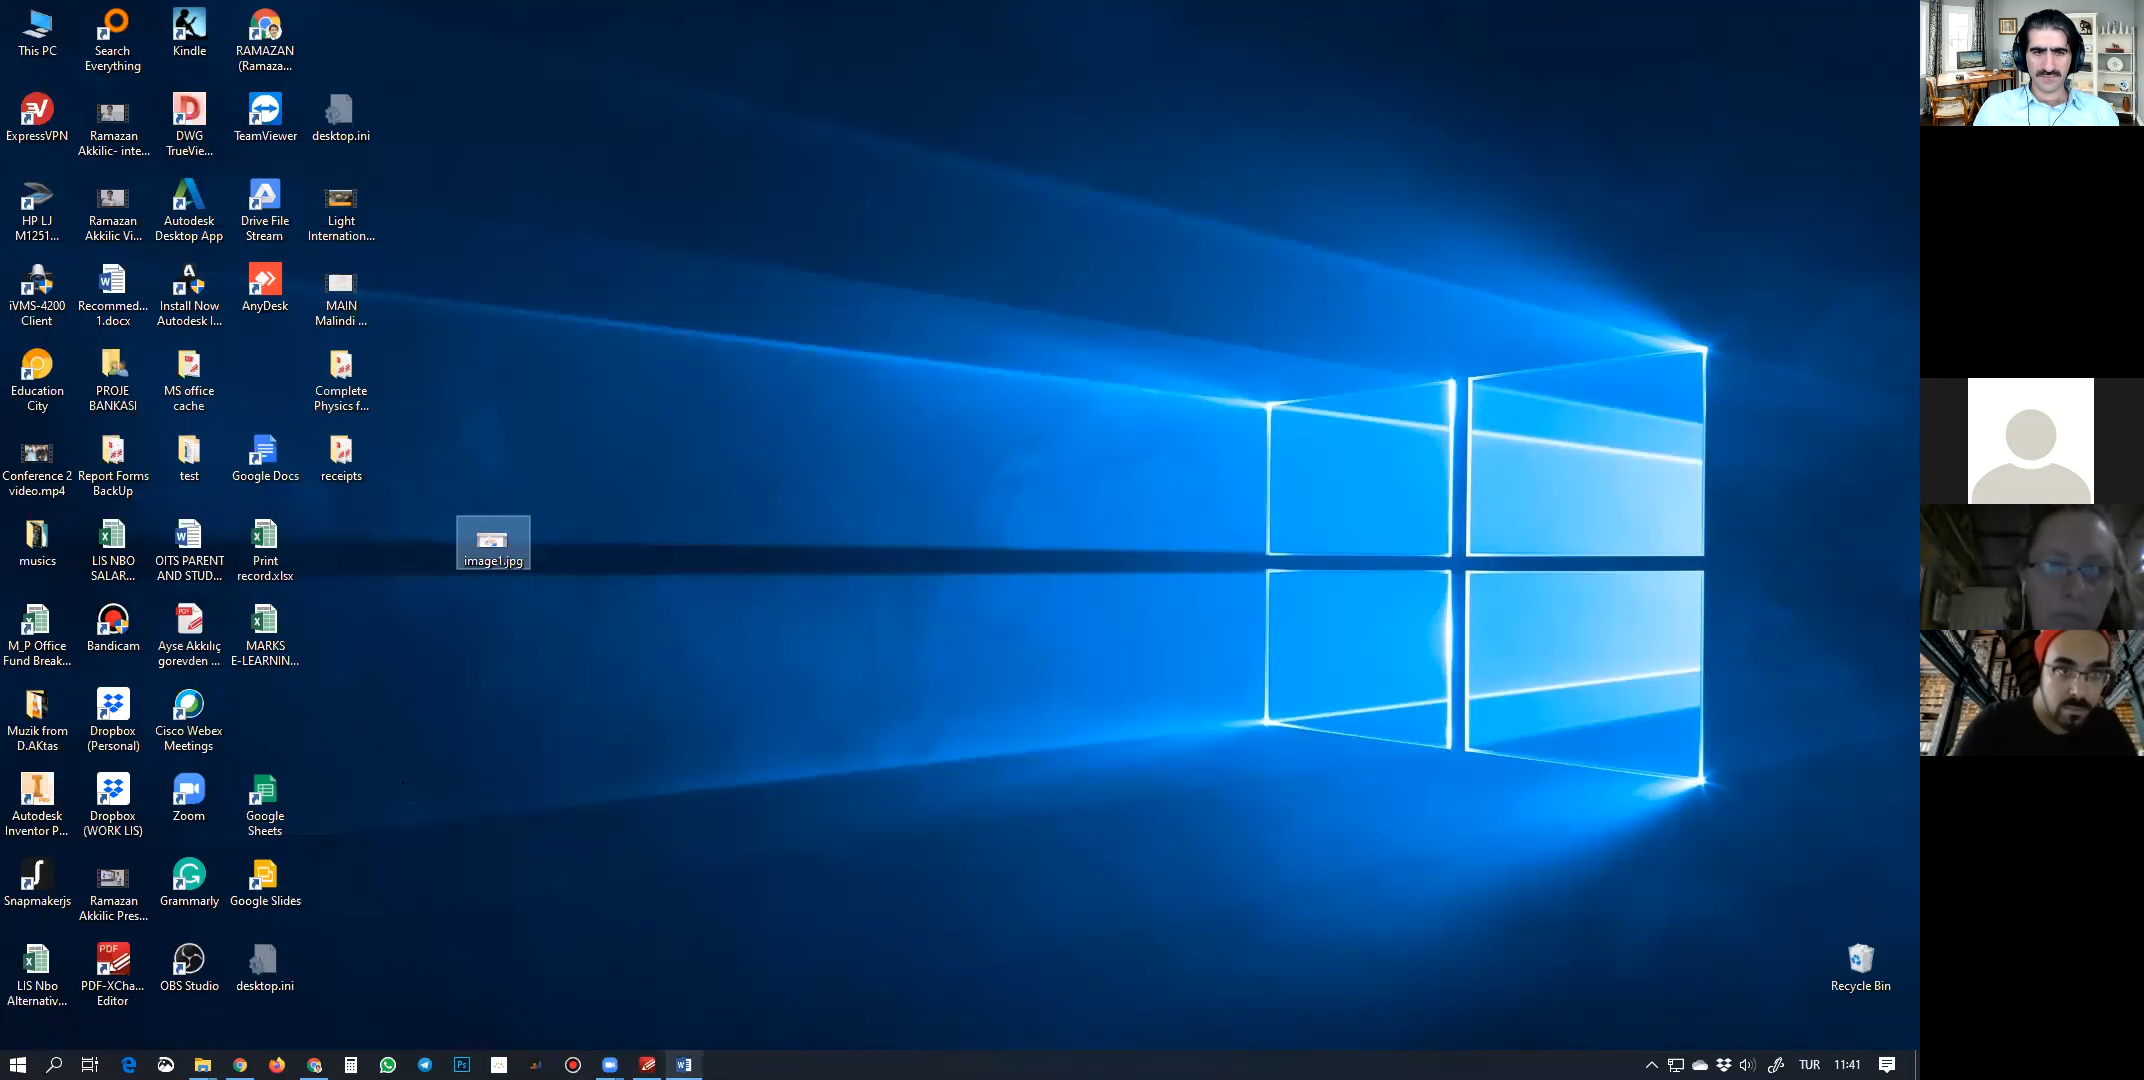 This PC
Search
Everything
Kindle
RAMAZAN
(Ramaza...
ExpressVPN
Ramazan
Akkilic- inte...
DWG
TrueVie...
TeamViewer
desktop.ini
HP LJ
M1251...
Ramazan
Akkilic Vi...
Autodesk
Desktop App
Drive File
Stream
Light
Internation...
iVMS-4200
Client
Recommed...
1.docx
Install Now
Autodesk I...
AnyDesk
MAIN
Malindi ...
Education
City
PROJE
BANKASI
MS office
cache
Complete
Physics f...
Conference 2
video.mp4
Report Forms
BackUp
test
Google Docs
receipts
musics
LIS NBO
SALAR...
OITS PARENT
AND STUD...
Print
record.xlsx
image1.jpg
M_P Office
Fund Break...
Bandicam
Ayse Akkılıç
gorevden ...
MARKS
E-LEARNIN...
Muzik from
D.AKtas
Dropbox
(Personal)
Cisco Webex
Meetings
Autodesk
Inventor P...
Dropbox
(WORK LIS)
Zoom
Google
Sheets
Snapmakerjs
Ramazan
Akkilic Pres...
Grammarly
Google Slides
LIS Nbo
Alternativ...
PDF-XCha...
Editor
OBS Studio
desktop.ini
Recycle Bin
TUR
11:41